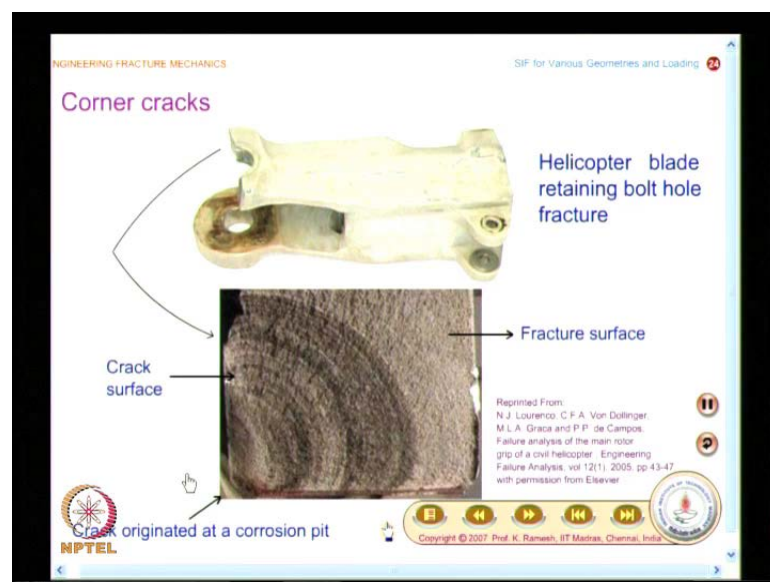 NGINEERING FRACTURE MECHANICS
SIF for Various Geometries and Loading 24
Corner cracks
Helicopter blade
retaining bolt hole
fracture
Fracture surface
Crack
surface
Reprinted From:
N.J. Lourenco, C.F.A. Von Dollinger,
M.L.A. Graca and P.P. de Campos,
Failure analysis of the main rotor
grip of a civil helicopter. Engineering
Failure Analysis, vol 12(1), 2005, pp 43-47
with permission from Elsevier
Crack originated at a corrosion pit
NPTEL
Copyright © 2007 Prof. K. Ramesh, IIT Madras, Chennai, India